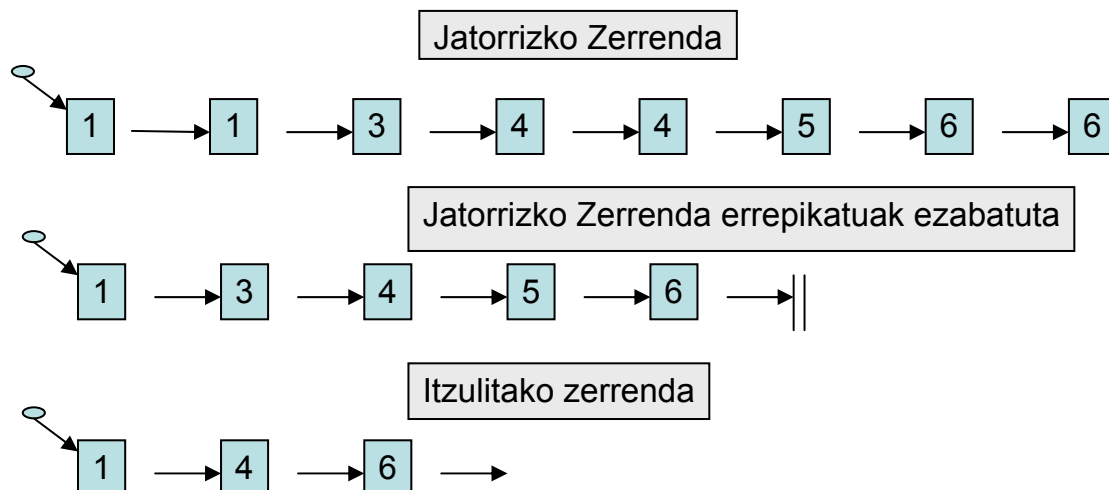 Jatorrizko Zerrenda
1 1 3 4 4 5 6 6
Jatorrizko Zerrenda errepikatuak ezabatuta
1 3 4 5 6
Itzulitako zerrenda
1 4 6